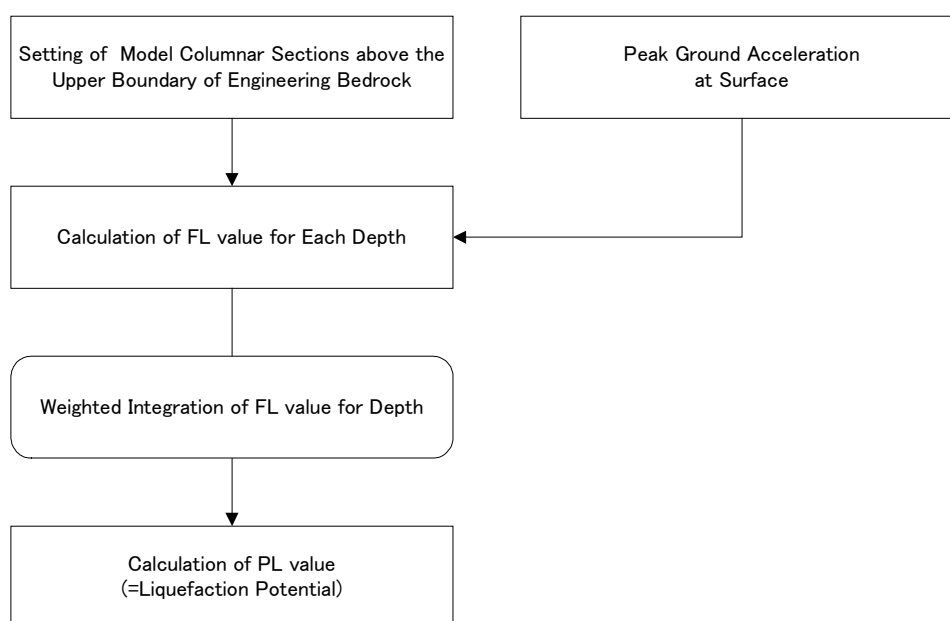 Setting of Model Columnar Sections above the
Upper Boundary of Engineering Bedrock
Peak Ground Acceleration
at Surface
Calculation of FL value for Each Depth
Weighted Integration of FL value for Depth
Calculation of PL value
(=Liquefaction Potential)